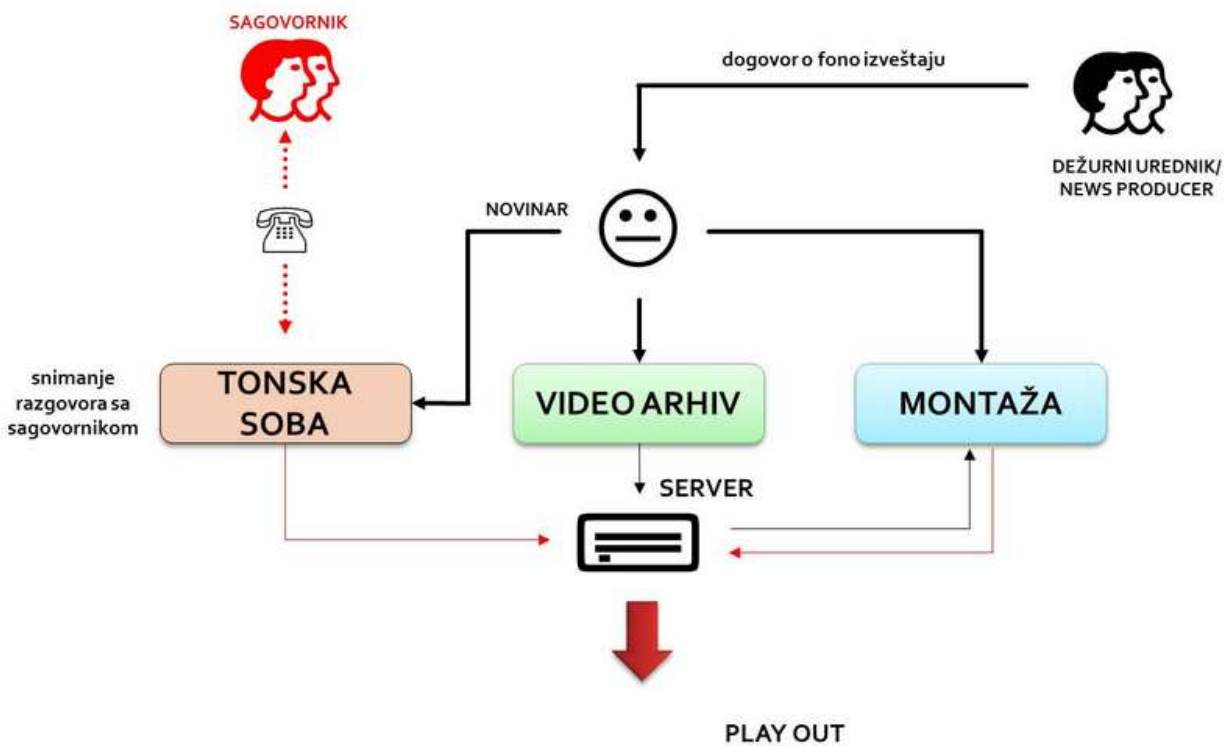 SAGOVORNIK
dogovor o fono izveštaju
DEŽURNI UREDNIK/
NEWS PRODUCER
NOVINAR
snimanje
razgovora sa
sagovornikom
TONSKA
SOBA
VIDEO ARHIV
MONTAŽA
SERVER
PLAY OUT